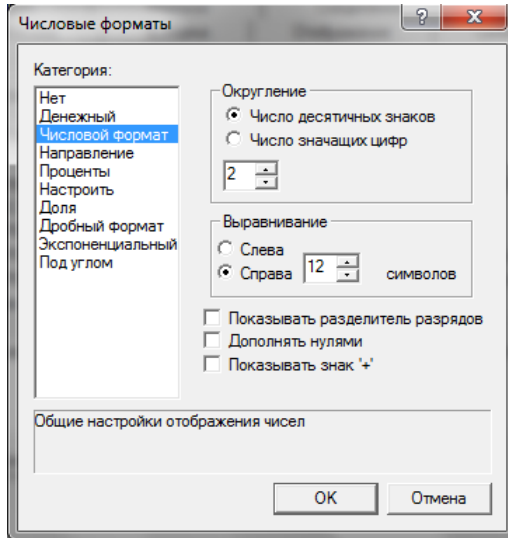 Числовые форматы
Категория:
Нет
Денежный
Числовой формат
Направление
Проценты
Настроить
Доля
Дробный формат
Экспоненциальный
Под углом
Округление
Число десятичных знаков
Число значащих цифр
2
Выравнивание
Слева
Справа 12 символов
Показывать разделитель разрядов
Дополнять нулями
Показывать знак '+'
Общие настройки отображения чисел
OK Отмена